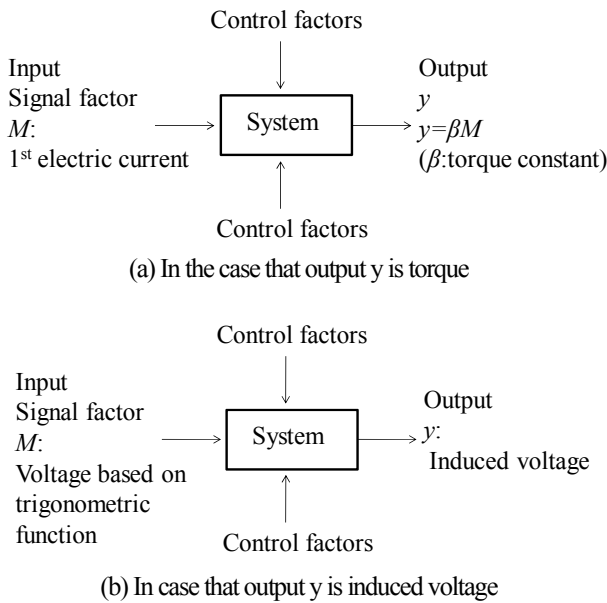 Control factors
Input
Signal factor
M:
1st electric current
System
Output
y
y=βM
(β:torque constant)
Control factors
(a) In the case that output y is torque
Control factors
Input
Signal factor
M:
Voltage based on
trigonometric
function
System
Output
y:
Induced voltage
Control factors
(b) In case that output y is induced voltage